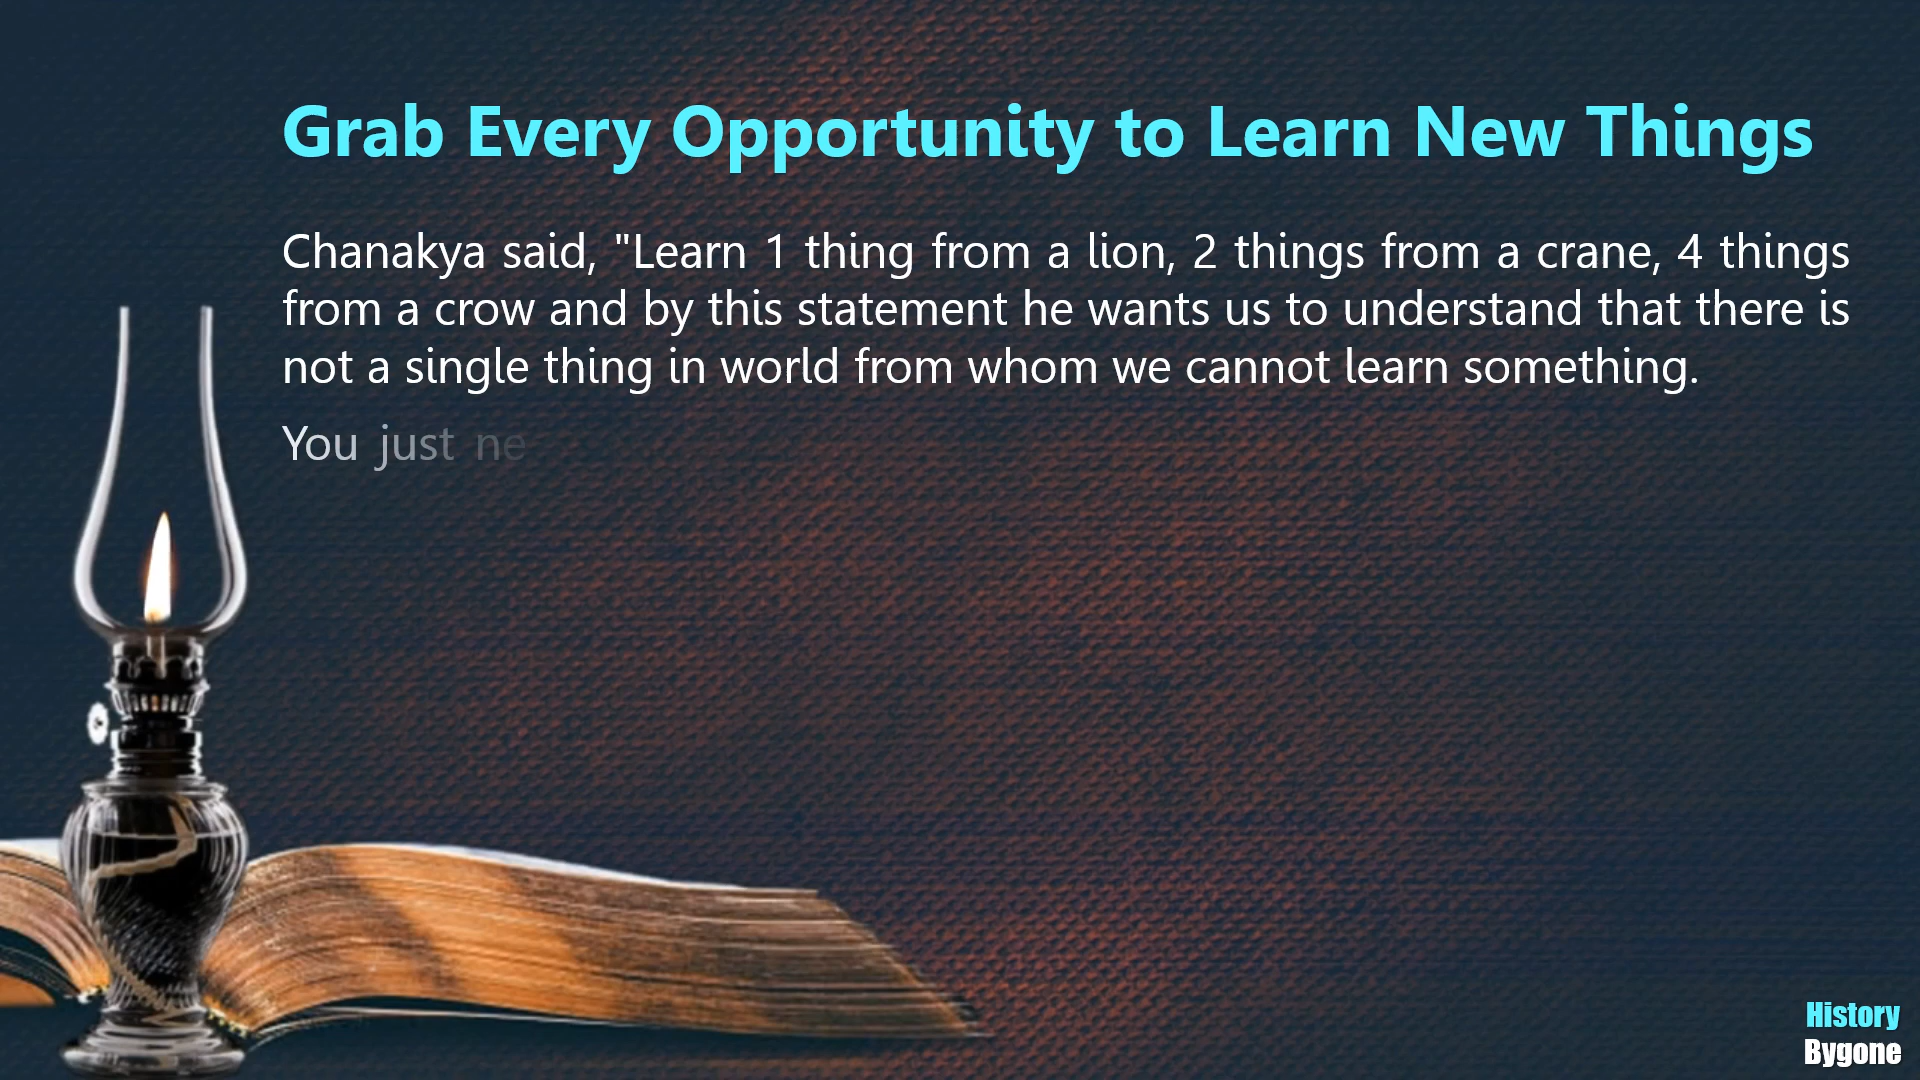 Grab Every Opportunity to Learn New Things
Chanakya said, "Learn 1 thing from a lion, 2 things from a crane, 4 things
from a crow and by this statement he wants us to understand that there is
not a single thing in world from whom we cannot learn something.
You just ne
History
Bygone